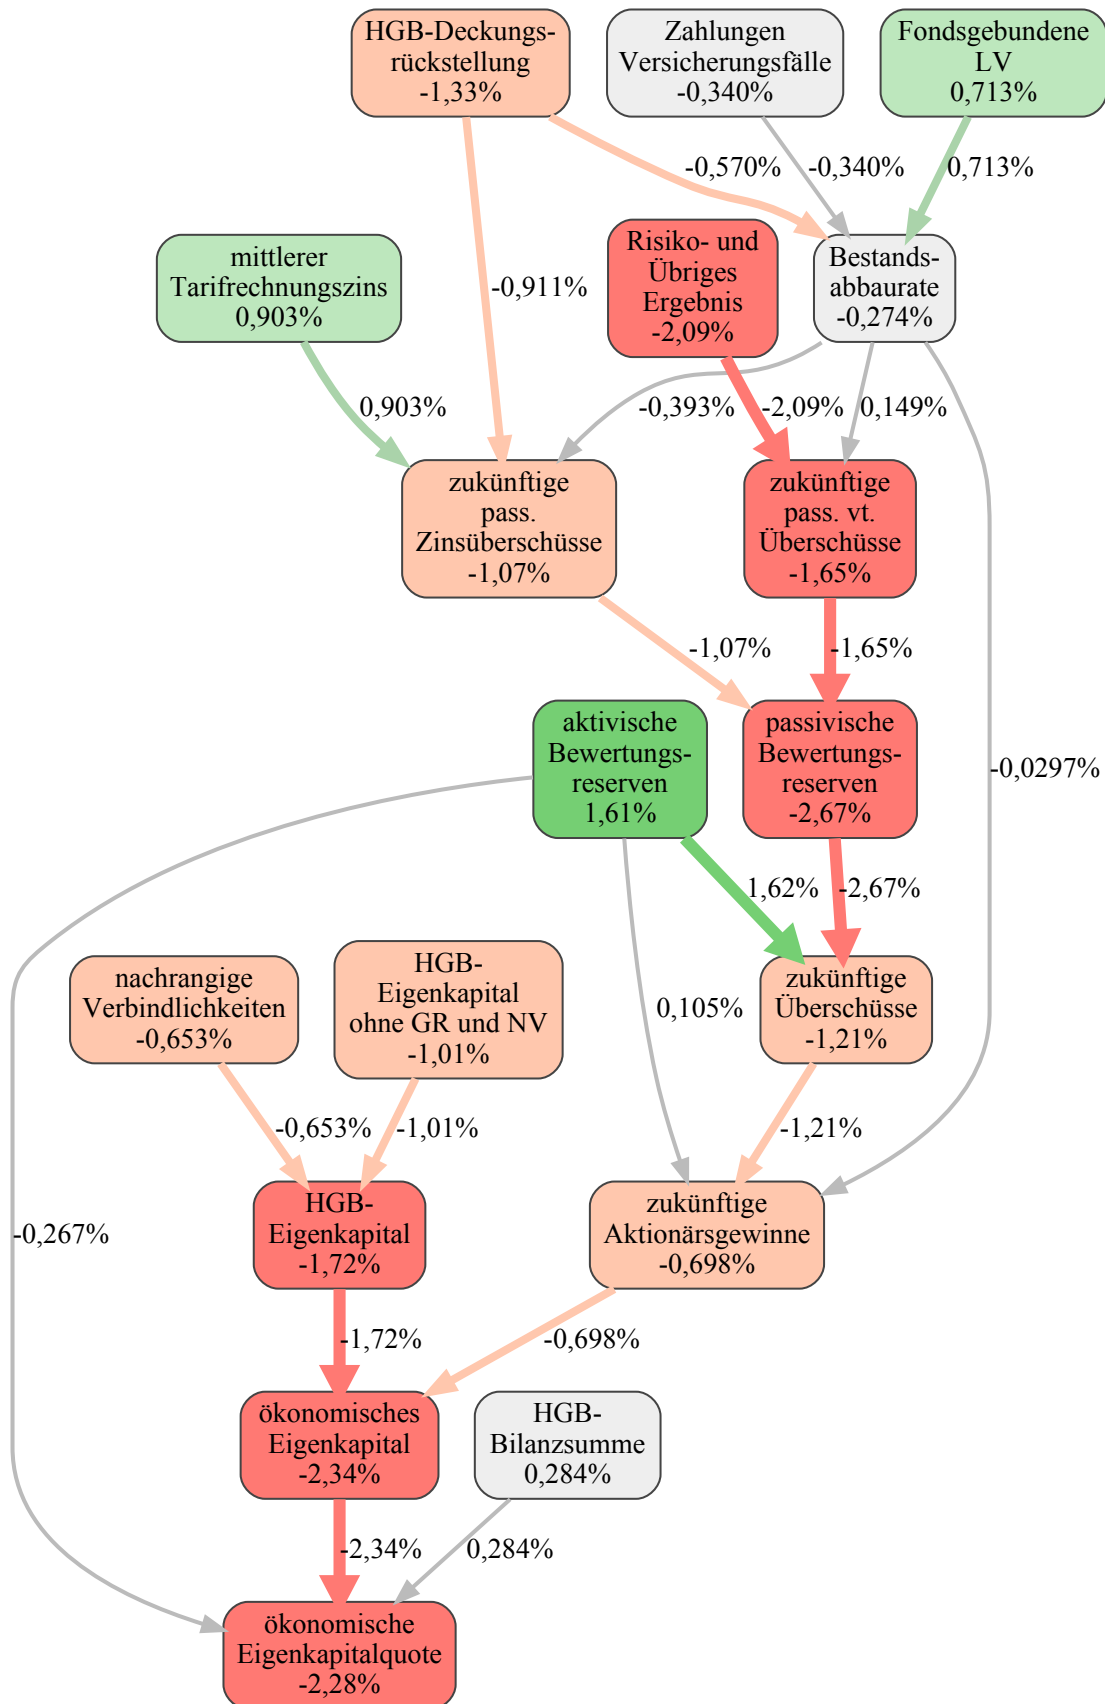 HGB-Deckungs-
rückstellung
-1,33%
Zahlungen
Versicherungsfälle
-0,340%
Fondsgebundene
LV
0,713%
-0,570%
-0,340%
0,713%
mittlerer
Tarifrechnungszins
0,903%
-0,911%
Risiko- und
Übriges
Ergebnis
-2,09%
Bestands-
abbaurate
-0,274%
0,903%
-0,393%
-2,09%
0,149%
zukünftige
pass.
Zinsüberschüsse
-1,07%
zukünftige
pass. vt.
Überschüsse
-1,65%
-1,07%
-1,65%
-0,0297%
aktivische
Bewertungs-
reserven
1,61%
passivische
Bewertungs-
reserven
-2,67%
1,62%
-2,67%
nachrangige
Verbindlichkeiten
-0,653%
HGB-
Eigenkapital
ohne GR und NV
-1,01%
0,105%
zukünftige
Überschüsse
-1,21%
-0,653%
-1,01%
-1,21%
-0,267%
HGB-
Eigenkapital
-1,72%
zukünftige
Aktionärsgewinne
-0,698%
-1,72%
-0,698%
ökonomisches
Eigenkapital
-2,34%
HGB-
Bilanzsumme
0,284%
-2,34%
0,284%
ökonomische
Eigenkapitalquote
-2,28%